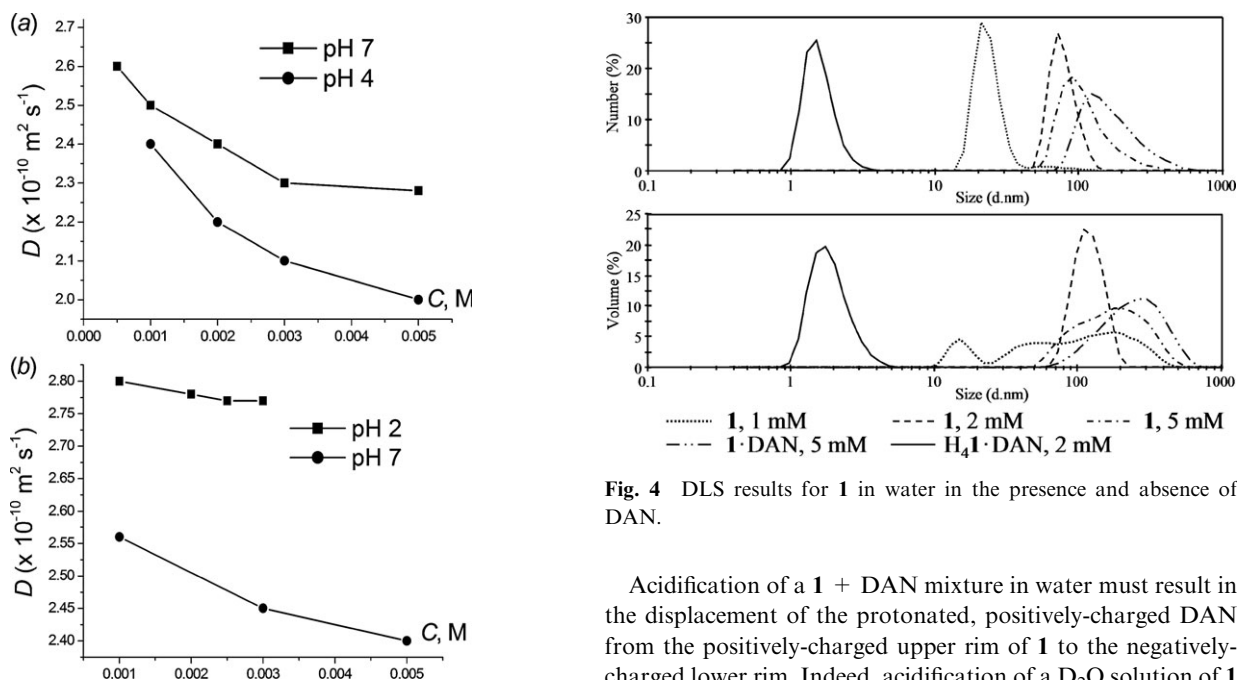 (a)
2.7
2.6
2.5
2.4
2.3
2.2
2.1
2.0
D (x 10⁻¹⁰ m² s⁻¹)
pH 7
pH 4
C, M
0.000 0.001 0.002 0.003 0.004 0.005
(b)
2.80
2.75
2.70
2.65
2.60
2.55
2.50
2.45
2.40
D (x 10⁻¹⁰ m² s⁻¹)
pH 2
pH 7
C, M
0.001 0.002 0.003 0.004 0.005
30
20
10
0
Number (%)
0.1 1 10 100 1000
Size (d.nm)
25
20
15
10
5
0
Volume (%)
0.1 1 10 100 1000
Size (d.nm)
1, 1 mM 1, 2 mM 1, 5 mM
1·DAN, 5 mM H₄1·DAN, 2 mM
Fig. 4 DLS results for 1 in water in the presence and absence of
DAN.
Acidification of a 1 + DAN mixture in water must result in
the displacement of the protonated, positively-charged DAN
from the positively-charged upper rim of 1 to the negatively-
charged lower rim. Indeed, acidification of a D₂O solution of 1